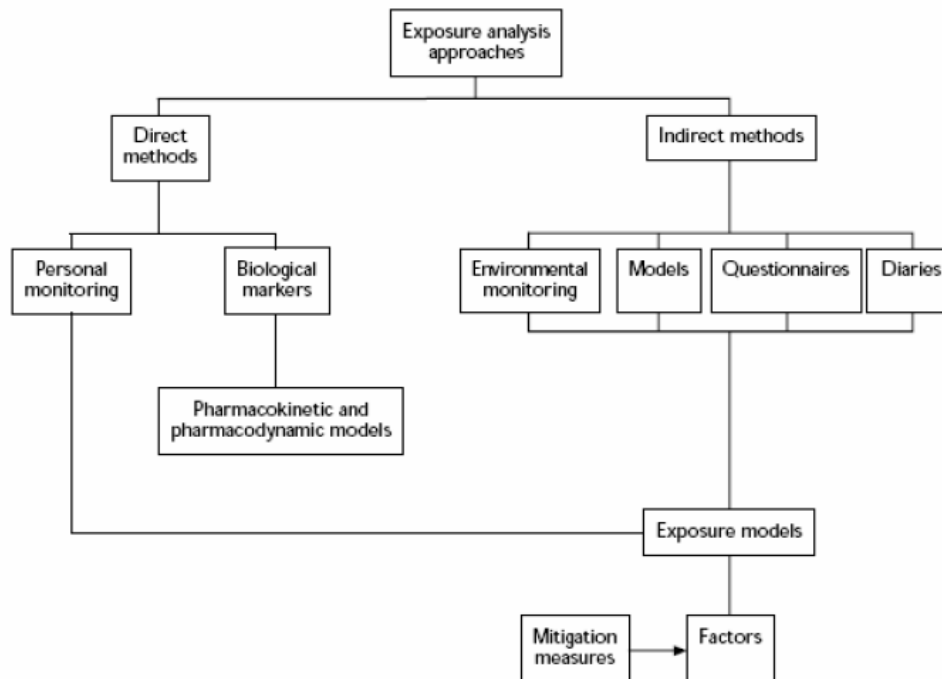 Exposure analysis
approaches
Direct
methods
Indirect methods
Personal
monitoring
Biological
markers
Environmental
monitoring
Models
Questionnaires
Diaries
Pharmacokinetic and
pharmacodynamic models
Exposure models
Mitigation
measures
Factors